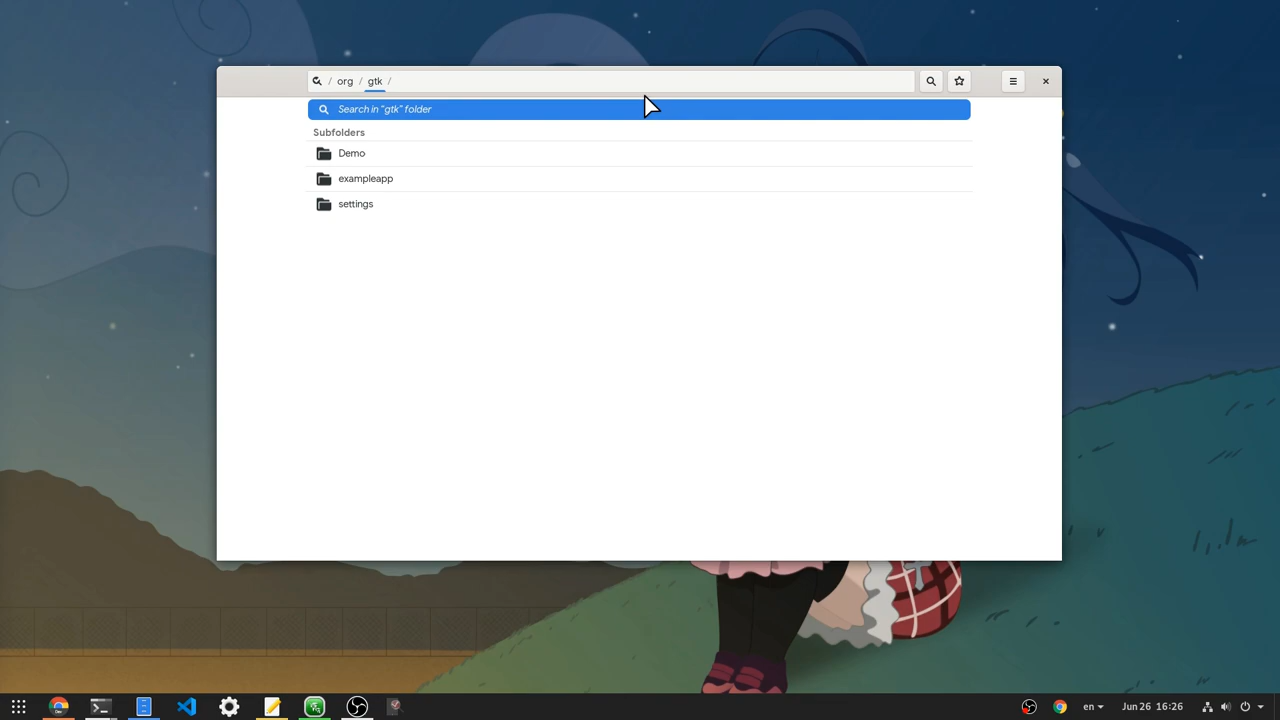 / org / gtk /
Search in "gtk" folder
Subfolders
Demo
exampleapp
settings
en
Jun 26 16:26